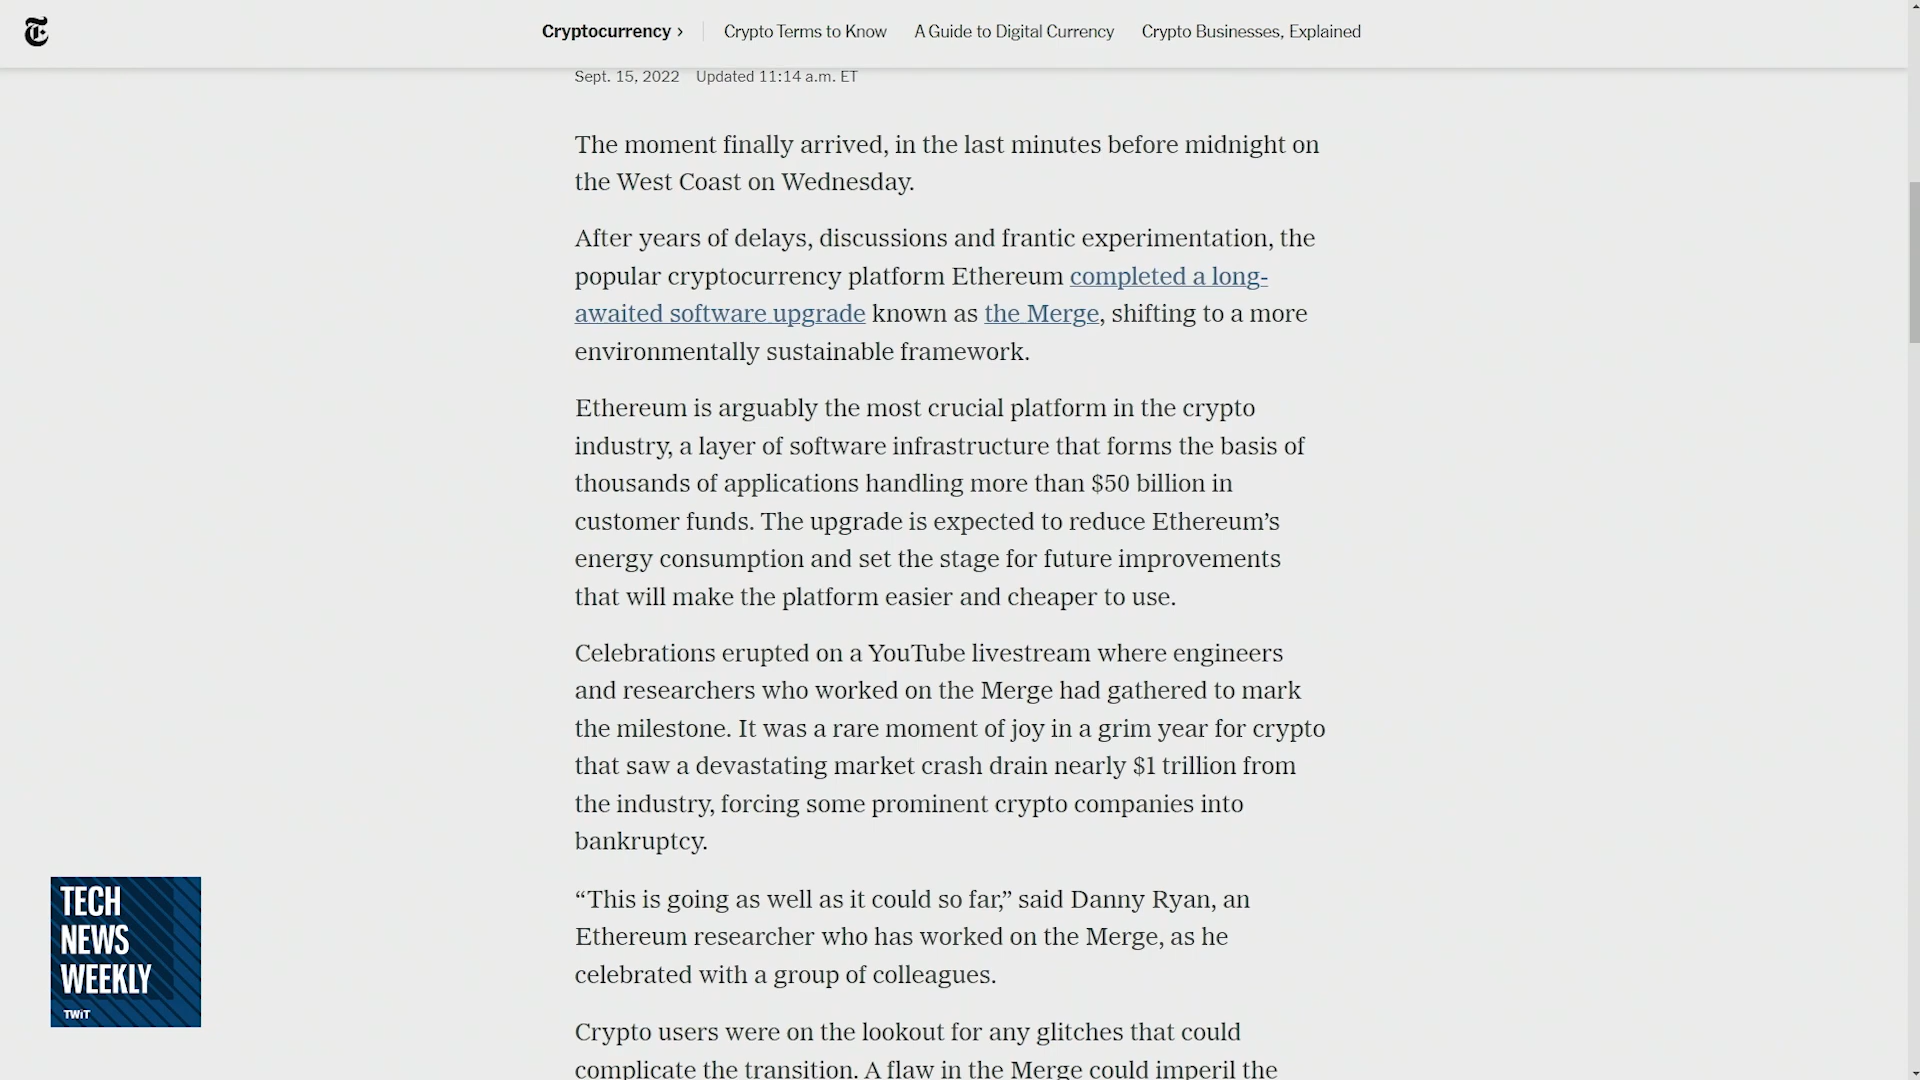 Cryptocurrency ›
Crypto Terms to Know
A Guide to Digital Currency
Crypto Businesses, Explained
Sept. 15, 2022 Updated 11:14 a.m. ET
The moment finally arrived, in the last minutes before midnight on
the West Coast on Wednesday.
After years of delays, discussions and frantic experimentation, the
popular cryptocurrency platform Ethereum completed a long-
awaited software upgrade known as the Merge, shifting to a more
environmentally sustainable framework.
Ethereum is arguably the most crucial platform in the crypto
industry, a layer of software infrastructure that forms the basis of
thousands of applications handling more than $50 billion in
customer funds. The upgrade is expected to reduce Ethereum’s
energy consumption and set the stage for future improvements
that will make the platform easier and cheaper to use.
Celebrations erupted on a YouTube livestream where engineers
and researchers who worked on the Merge had gathered to mark
the milestone. It was a rare moment of joy in a grim year for crypto
that saw a devastating market crash drain nearly $1 trillion from
the industry, forcing some prominent crypto companies into
bankruptcy.
“This is going as well as it could so far,” said Danny Ryan, an
Ethereum researcher who has worked on the Merge, as he
celebrated with a group of colleagues.
Crypto users were on the lookout for any glitches that could
complicate the transition. A flaw in the Merge could imperil the
TECH
NEWS
WEEKLY
TWiT